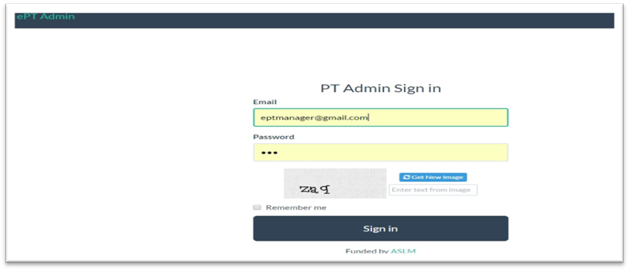 ePT Admin
PT Admin Sign in
Email
eptmanager@gmail.com
Password
•••
zaq
Get New Image
Enter text from image
Remember me
Sign in
Funded by ASLM